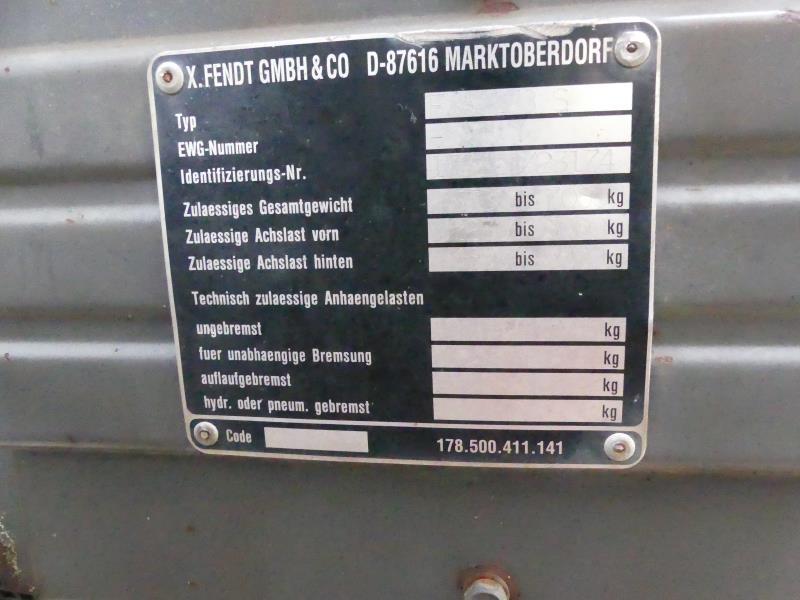 X.FENDT GMBH & CO D-87616 MARKTOBERDORF
Typ
EWG-Nummer
Identifizierungs-Nr.
Zulaessiges Gesamtgewicht bis kg
Zulaessige Achslast vorn bis kg
Zulaessige Achslast hinten bis kg
Technisch zulaessige Anhaengelasten
ungebremst kg
fuer unabhaengige Bremsung kg
auflaufgebremst kg
hydr. oder pneum. gebremst kg
Code 178.500.411.141